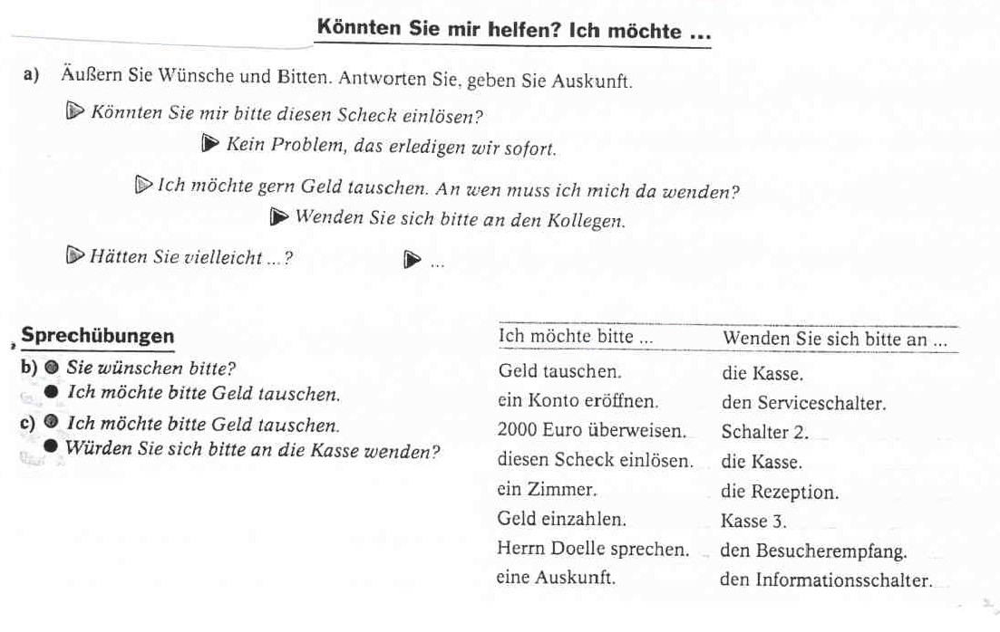 Könnten Sie mir helfen? Ich möchte ...
a) Äußern Sie Wünsche und Bitten. Antworten Sie, geben Sie Auskunft.
Könnten Sie mir bitte diesen Scheck einlösen?
Kein Problem, das erledigen wir sofort.
Ich möchte gern Geld tauschen. An wen muss ich mich da wenden?
Wenden Sie sich bitte an den Kollegen.
Hätten Sie vielleicht ...? ...
Sprechübungen
b) Sie wünschen bitte?
Ich möchte bitte Geld tauschen.
c) Ich möchte bitte Geld tauschen.
Würden Sie sich bitte an die Kasse wenden?
Ich möchte bitte ... Wenden Sie sich bitte an ...
Geld tauschen. die Kasse.
ein Konto eröffnen. den Serviceschalter.
2000 Euro überweisen. Schalter 2.
diesen Scheck einlösen. die Kasse.
ein Zimmer. die Rezeption.
Geld einzahlen. Kasse 3.
Herrn Doelle sprechen. den Besucherempfang.
eine Auskunft. den Informationsschalter.